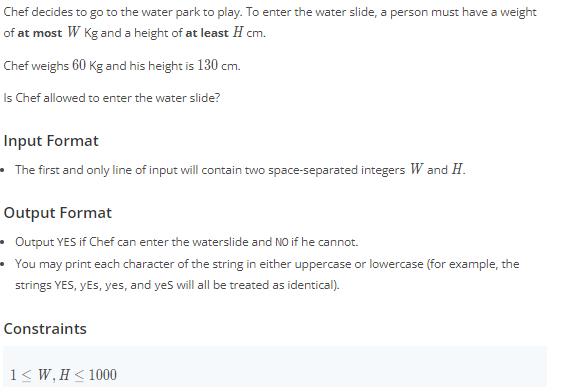 Chef decides to go to the water park to play. To enter the water slide, a person must have a weight
of at most W Kg and a height of at least H cm.
Chef weighs 60 Kg and his height is 130 cm.
Is Chef allowed to enter the water slide?
Input Format
• The first and only line of input will contain two space-separated integers W and H.
Output Format
• Output YES if Chef can enter the waterslide and NO if he cannot.
• You may print each character of the string in either uppercase or lowercase (for example, the
strings YES, yEs, yes, and yeS will all be treated as identical).
Constraints
1 ≤ W, H ≤ 1000